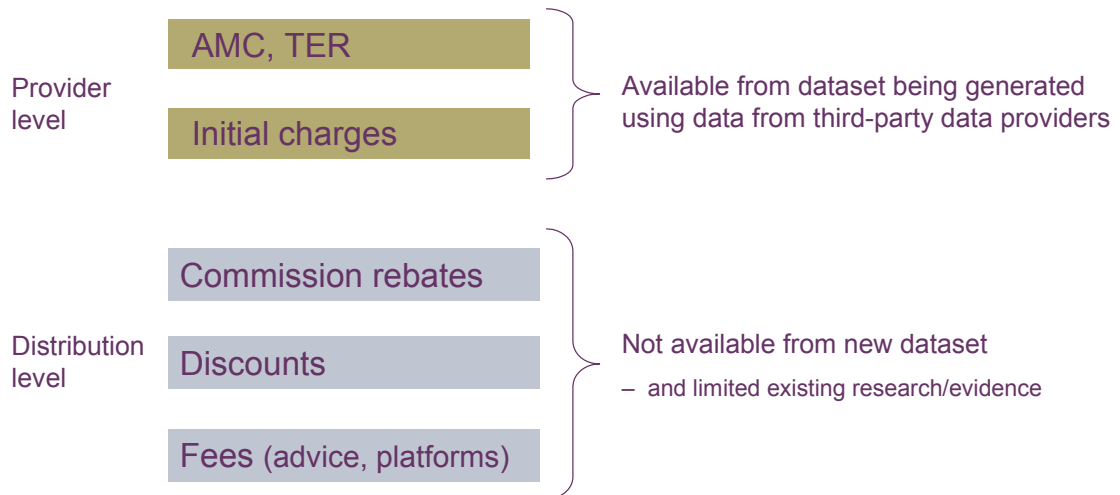 Provider
level
AMC, TER
Initial charges
Available from dataset being generated
using data from third-party data providers
Distribution
level
Commission rebates
Discounts
Fees (advice, platforms)
Not available from new dataset
– and limited existing research/evidence